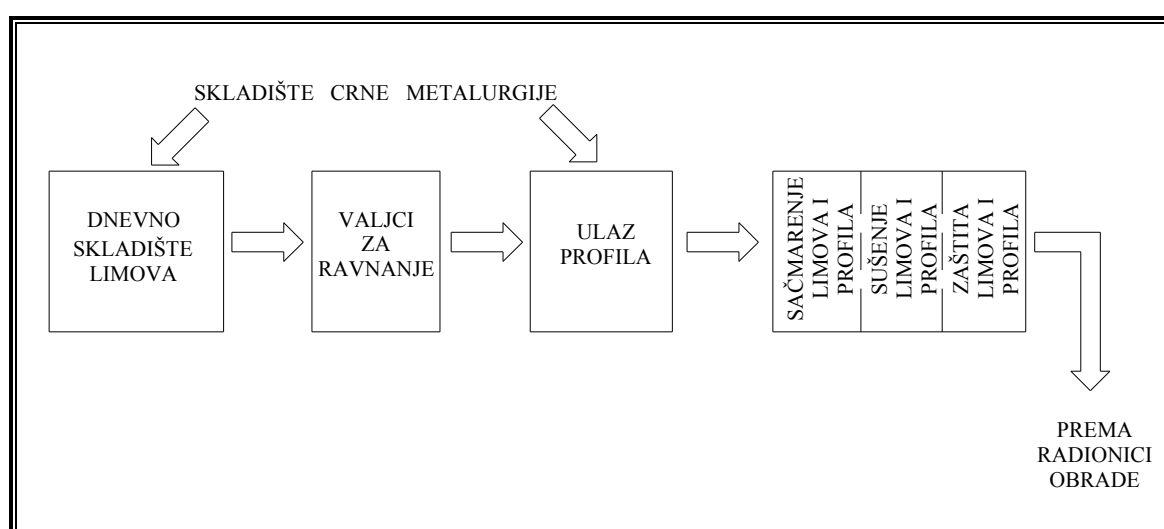 SKLADIŠTE CRNE METALURGIJE
DNEVNO
SKLADIŠTE
LIMOVA
VALJCI
ZA
RAVNANJE
ULAZ
PROFILA
SAČMARENJE
LIMOVA I
PROFILA
SUŠENJE
LIMOVA I
PROFILA
ZAŠTITA
LIMOVA I
PROFILA
PREMA
RADIONICI
OBRADE